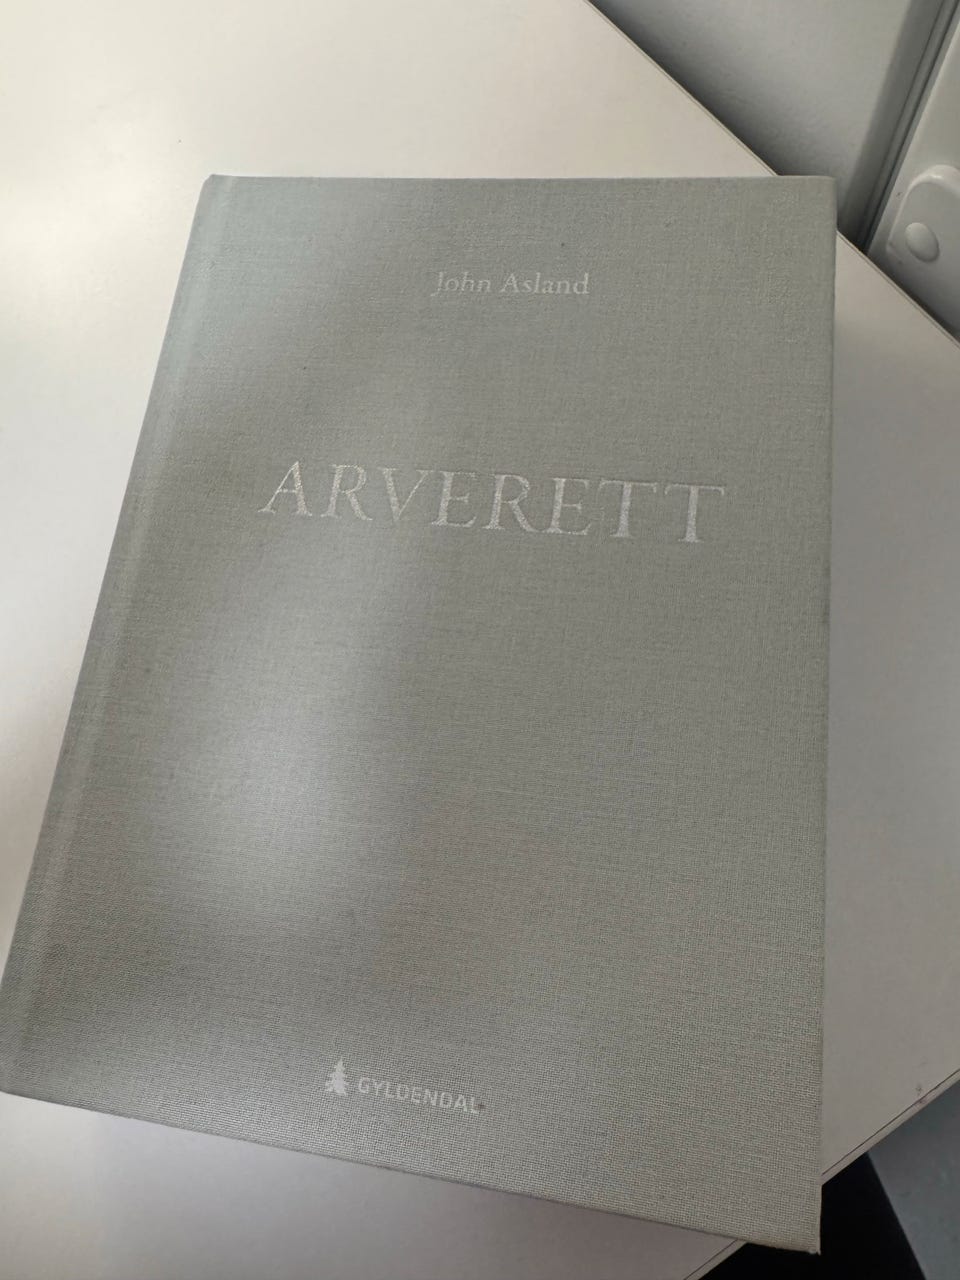 John Asland
ARVERETT
GYLDENDAL